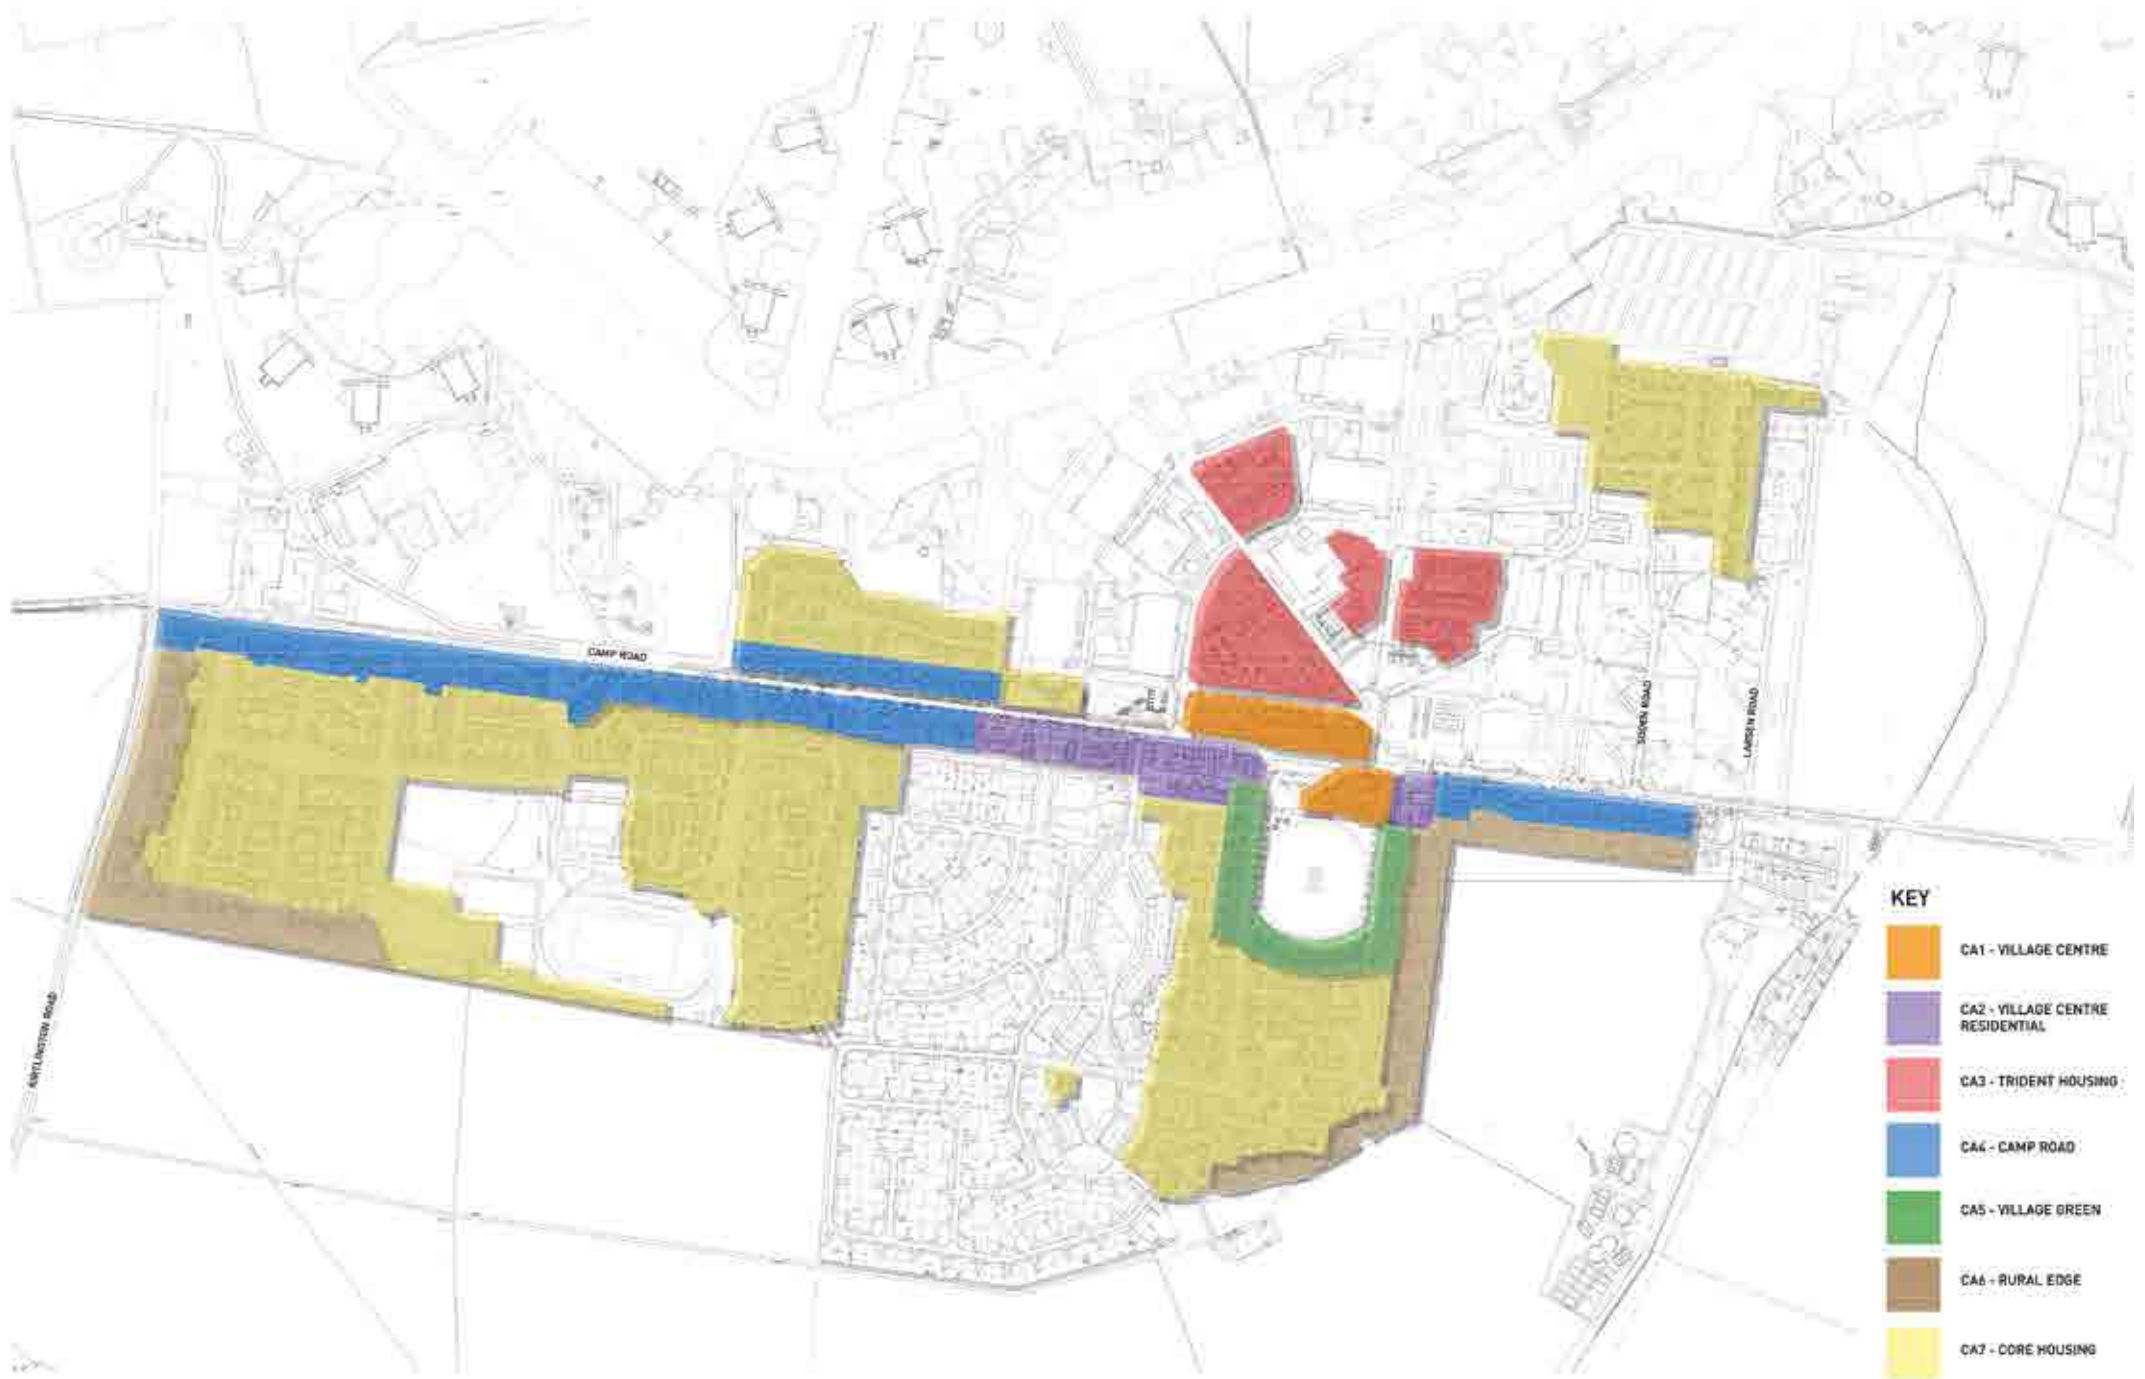 CAMP ROAD
SODEN ROAD
LARSEN ROAD
KIRTLINGTON ROAD
KEY
CA1 - VILLAGE CENTRE
CA2 - VILLAGE CENTRE
RESIDENTIAL
CA3 - TRIDENT HOUSING
CA4 - CAMP ROAD
CA5 - VILLAGE GREEN
CA6 - RURAL EDGE
CA7 - CORE HOUSING